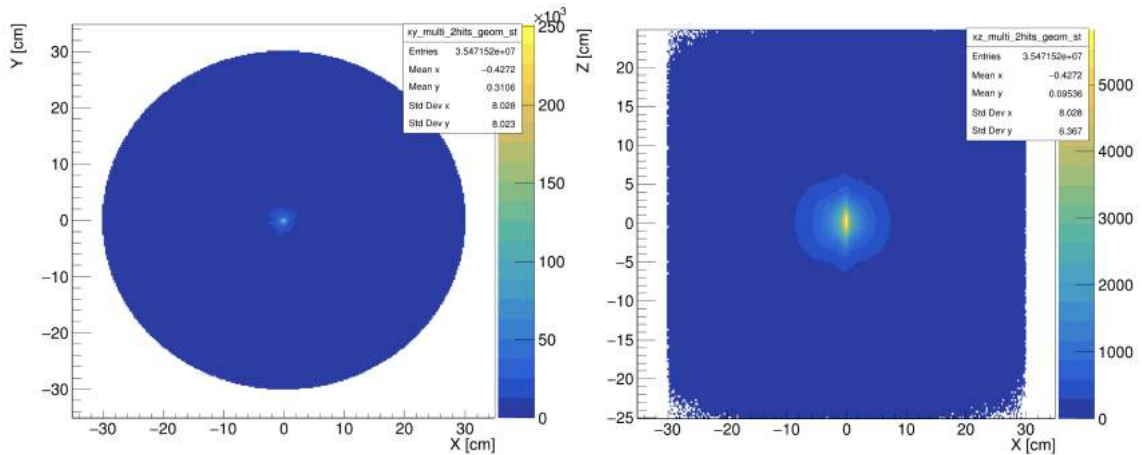 ×10³
xy_multi_2hits_geom_st
Entries 3.547152e+07
Mean x −0.4272
Mean y 0.3106
Std Dev x 8.028
Std Dev y 8.023
Y [cm]
30
20
10
0
−10
−20
−30
−30 −20 −10 0 10 20 30
X [cm]
250
200
150
100
50
0
xz_multi_2hits_geom_st
Entries 3.547152e+07
Mean x −0.4272
Mean y 0.09536
Std Dev x 8.028
Std Dev y 6.367
Z [cm]
20
15
10
5
0
−5
−10
−15
−20
−25
−30 −20 −10 0 10 20 30
X [cm]
5000
4000
3000
2000
1000
0